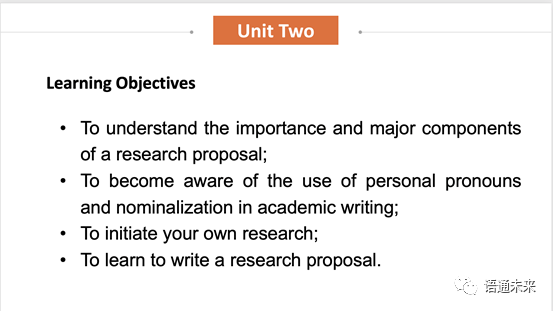 Unit Two
Learning Objectives
• To understand the importance and major components
of a research proposal;
• To become aware of the use of personal pronouns
and nominalization in academic writing;
• To initiate your own research;
• To learn to write a research proposal.
语通未来